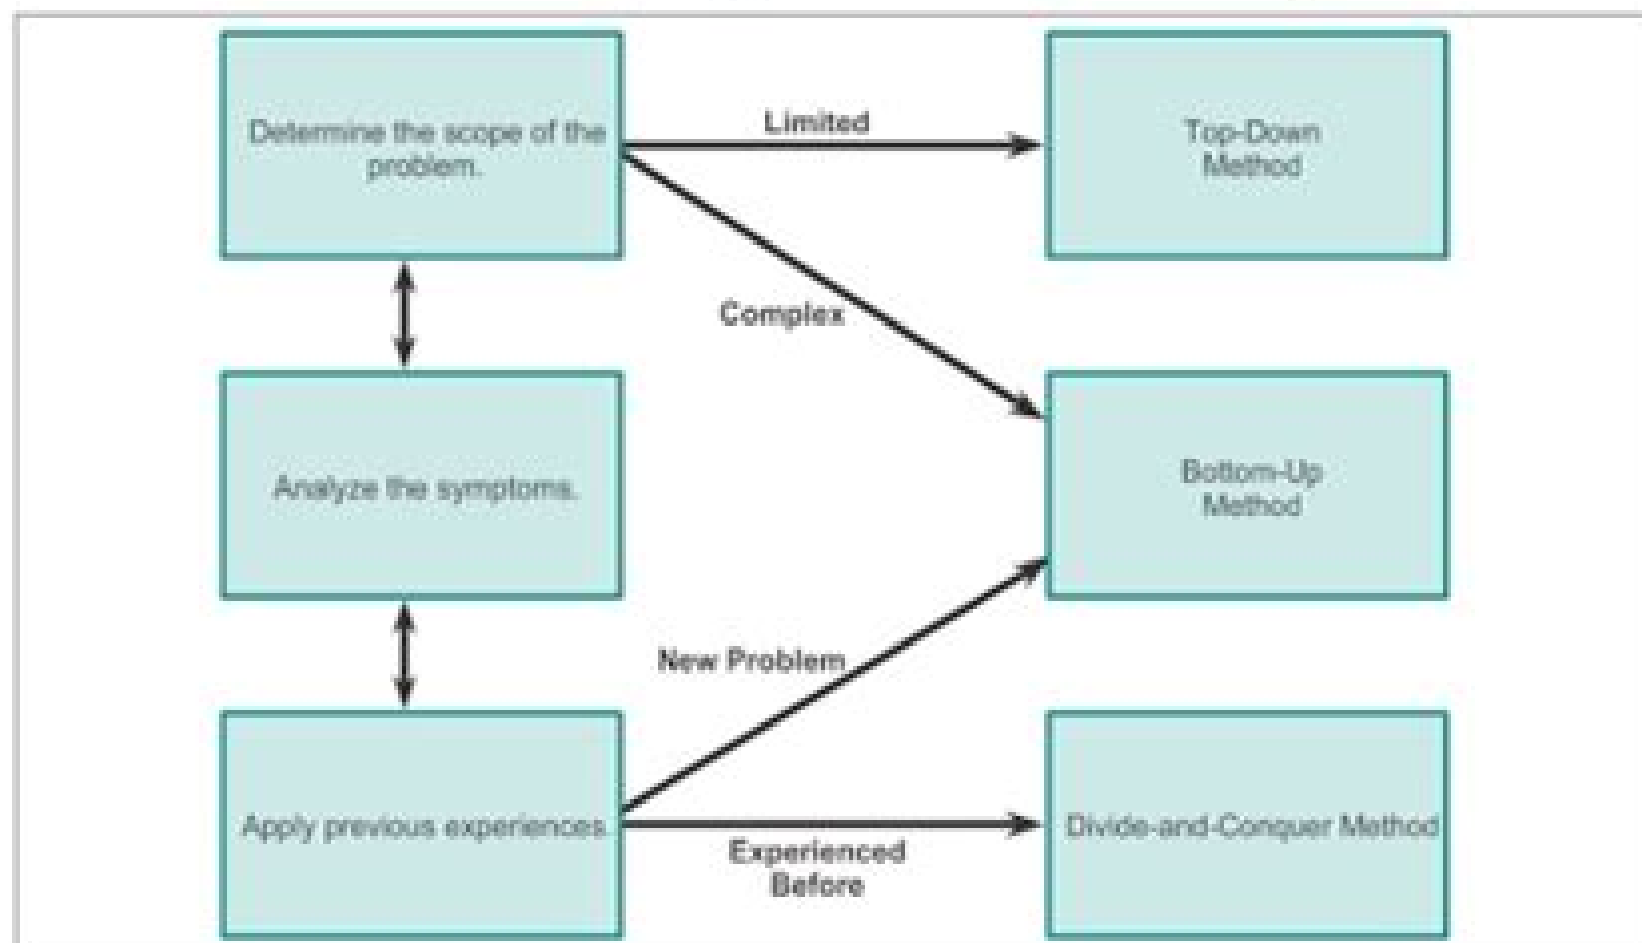 Determine the scope of the
problem.
Limited
Top-Down
Method
Complex
Analyze the symptoms.
Bottom-Up
Method
New Problem
Apply previous experiences.
Experienced
Before
Divide-and-Conquer Method